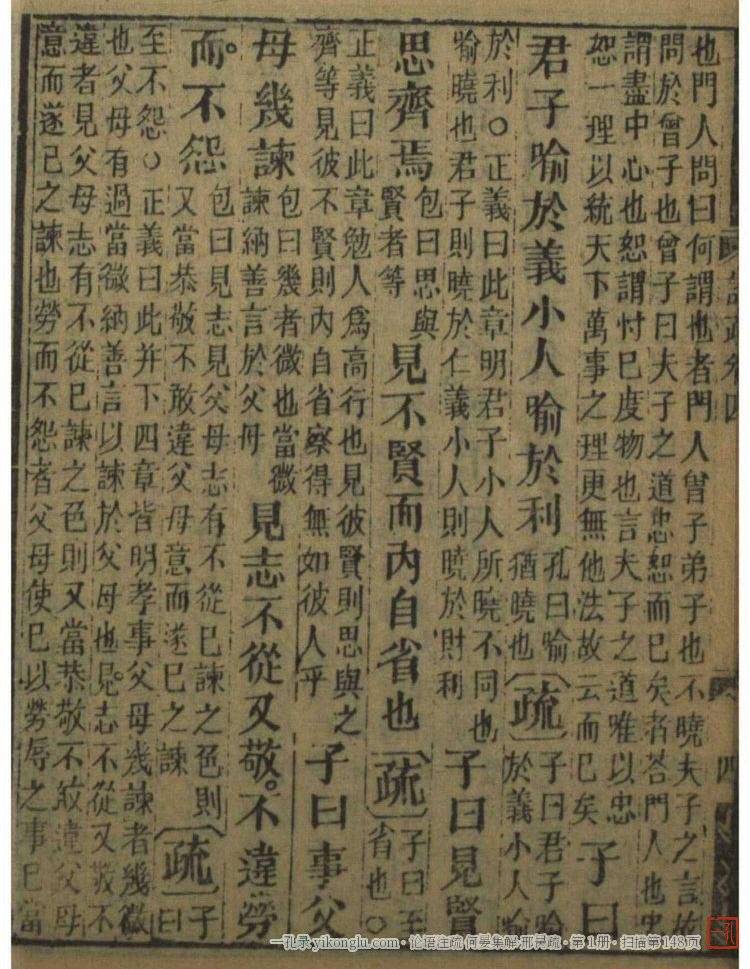 語疏卷四 四
也門人問曰何謂也者門人曾子弟子也不曉夫子之言故
問於曾子也曾子曰夫子之道忠恕而已矣者荅門人也忠
謂盡中心也恕謂忖己度物也言夫子之道唯以忠
恕一理以統天下萬事之理更無他法故云而已矣
子曰
君子喻於義小人喻於利
孔曰喻
猶曉也
疏
子曰君子喻
於義小人喻
於利○正義曰此章明君子小人所曉不同也
喻曉也君子則曉於仁義小人則曉於財利
子曰見賢
思齊焉
包曰思與
賢者等
見不賢而內自省也
疏
子曰至
省也○
正義曰此章勉人爲高行也見彼賢則思與之
齊等見彼不賢則內自省察得無如彼人乎
子曰事父
母幾諫
包曰幾者微也當微
諫納善言於父母
見志不從又敬。不違勞
而。不怨
包曰見志見父母志有不從己諫之色則
又當恭敬不敢違父母意而遂己之諫
疏
子
曰
至不怨○正義曰此并下四章皆明孝事父母幾諫者幾微
也父母有過當微納善言以諫於父母也見志不從又敬不
違者見父母志有不從己諫之色則又當恭敬不敢違父母
意而遂己之諫也勞而不怨者父母使己以勞辱之事己當
一孔录 yikonglu.com · 论语注疏.何晏集解.邢昺疏 · 第 1册 · 扫描第148页